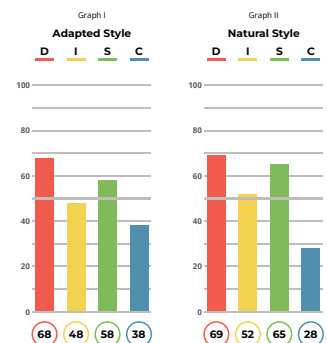 Graph I
Adapted Style
D I S C
100
80
60
40
20
0
68 48 58 38
Graph II
Natural Style
D I S C
100
80
60
40
20
0
69 52 65 28